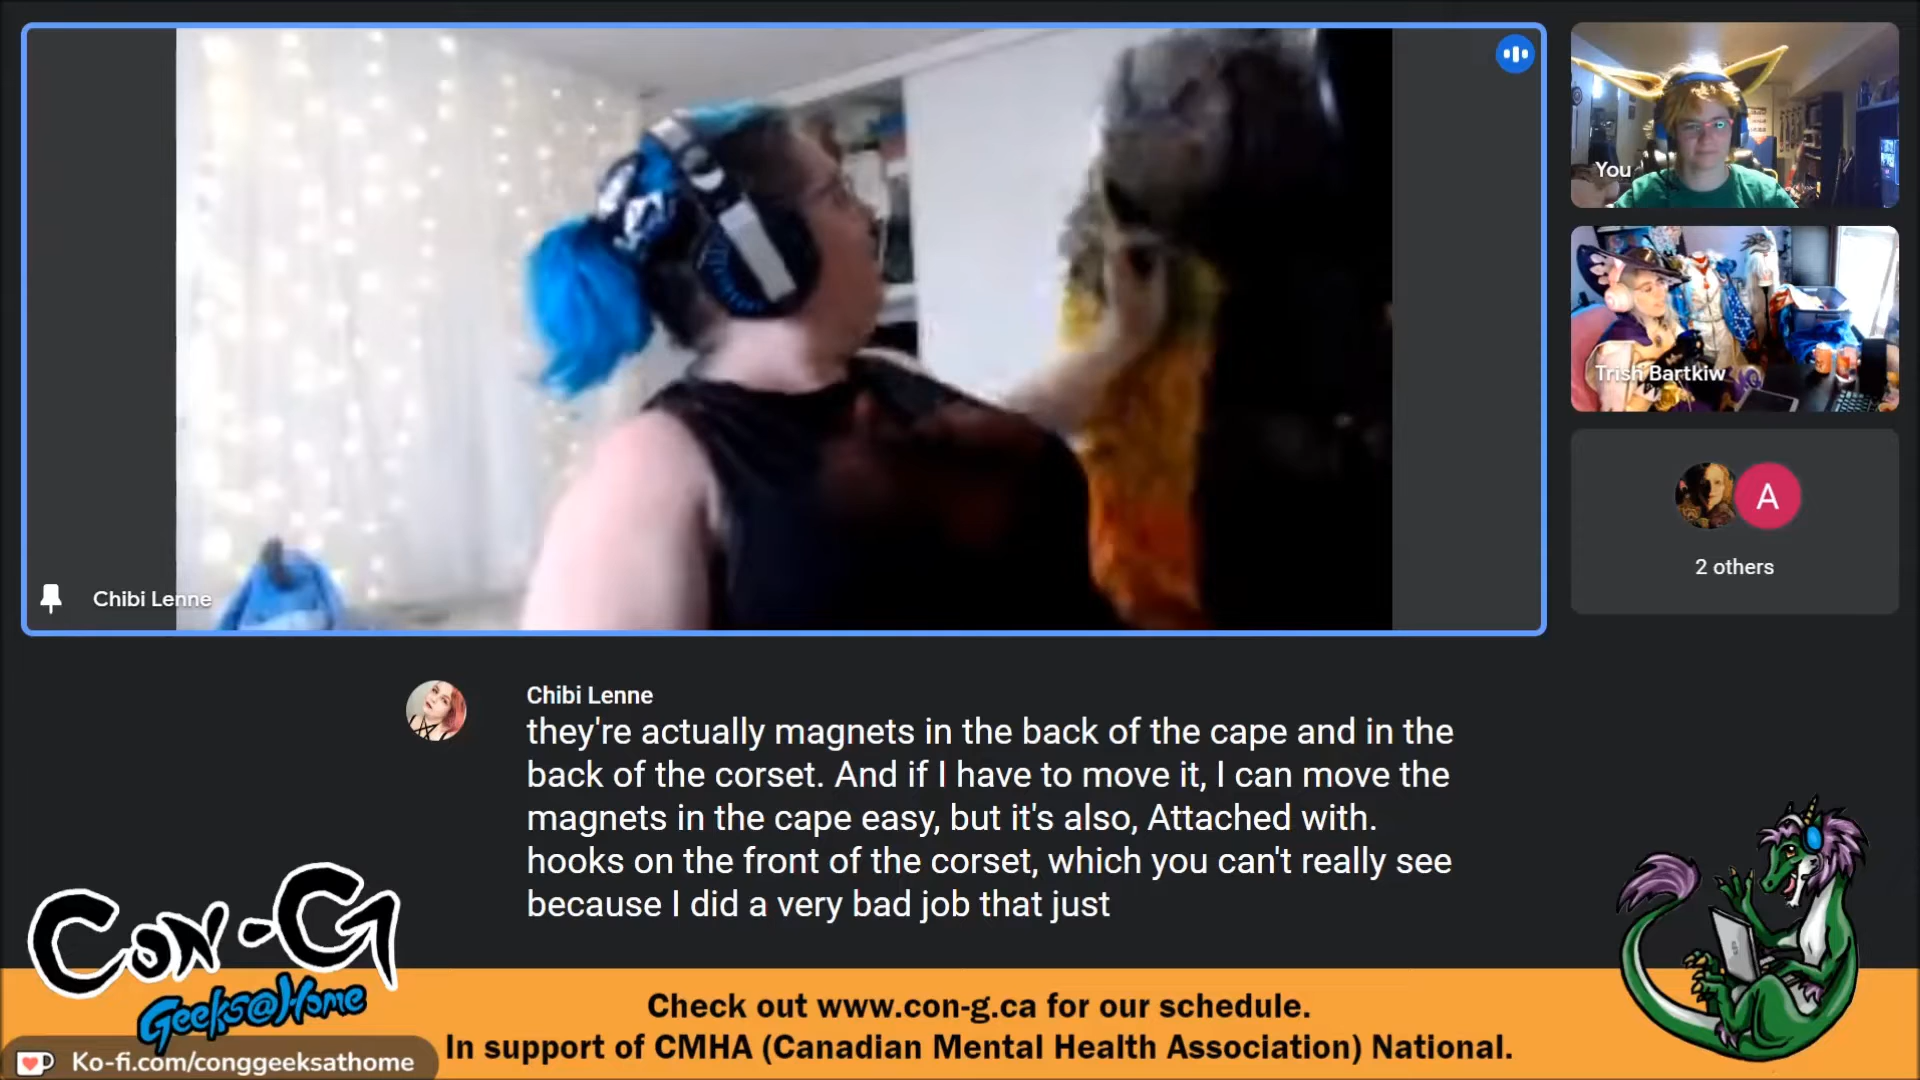 You
Trish Bartkiw
A
2 others
Chibi Lenne
Chibi Lenne
they're actually magnets in the back of the cape and in the
back of the corset. And if I have to move it, I can move the
magnets in the cape easy, but it's also, Attached with.
hooks on the front of the corset, which you can't really see
because I did a very bad job that just
CON-G
Geeks@Home
Check out www.con-g.ca for our schedule.
In support of CMHA (Canadian Mental Health Association) National.
Ko-fi.com/conggeeksathome